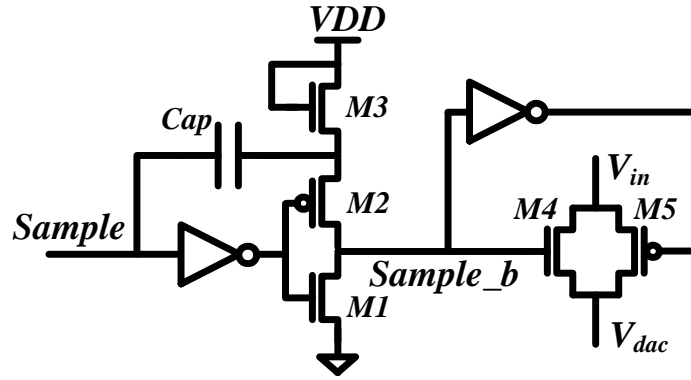 VDD
M3
Cap
M2
V_in
M4
M5
Sample
Sample_b
M1
V_dac